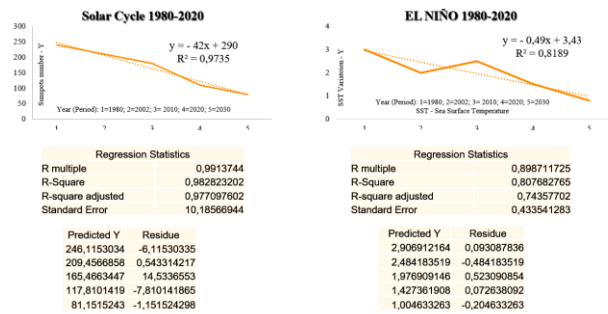 Solar Cycle 1980-2020
300
250
200
150
100
50
0
Sunspots number - Y
y = - 42x + 290
R² = 0,9735
Year (Period): 1=1980; 2=2002; 3= 2010; 4=2020; 5=2030
1 2 3 4 5
Regression Statistics
R multiple 0,9913744
R-Square 0,982823202
R-square adjusted 0,977097602
Standard Error 10,18566944
Predicted Y Residue
246,1153034 -6,11530335
209,4566858 0,543314217
165,4663447 14,5336553
117,8101419 -7,810141865
81,1515243 -1,151524298
EL NIÑO 1980-2020
4
3
2
1
0
SST Variatons - Y
y = - 0,49x + 3,43
R² = 0,8189
Year (Period): 1=1980; 2=2002; 3= 2010; 4=2020; 5=2030
SST - Sea Surface Temperature
1 2 3 4 5
Regression Statistics
R multiple 0,898711725
R-Square 0,807682765
R-square adjusted 0,74357702
Standard Error 0,433541283
Predicted Y Residue
2,906912164 0,093087836
2,484183519 -0,484183519
1,976909146 0,523090854
1,427361908 0,072638092
1,004633263 -0,204633263